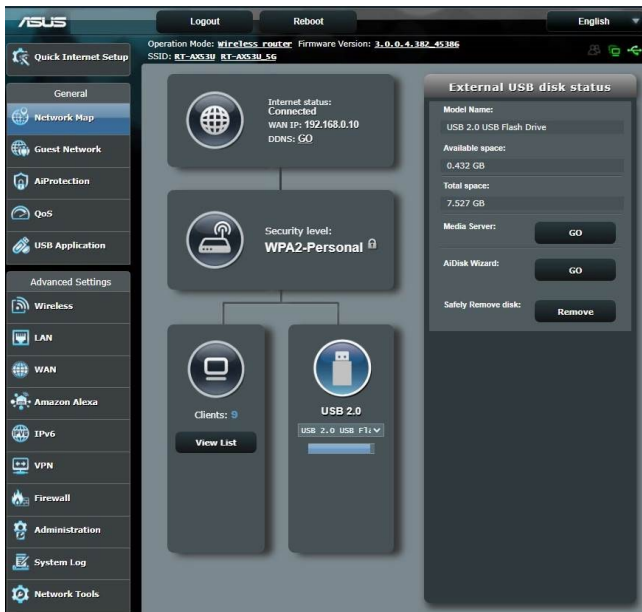 ASUS
Logout
Reboot
English
Operation Mode: Wireless router Firmware Version: 3.0.0.4.382_45386
SSID: RT-AX53U RT-AX53U_5G
Quick Internet Setup
General
Network Map
Guest Network
AiProtection
QoS
USB Application
Advanced Settings
Wireless
LAN
WAN
Amazon Alexa
IPv6
VPN
Firewall
Administration
System Log
Network Tools
Internet status:
Connected
WAN IP: 192.168.0.10
DDNS: GO
Security level:
WPA2-Personal
Clients: 9
View List
USB 2.0
USB 2.0 USB Fla
External USB disk status
Model Name:
USB 2.0 USB Flash Drive
Available space:
0.432 GB
Total space:
7.527 GB
Media Server:
GO
AiDisk Wizard:
GO
Safely Remove disk:
Remove